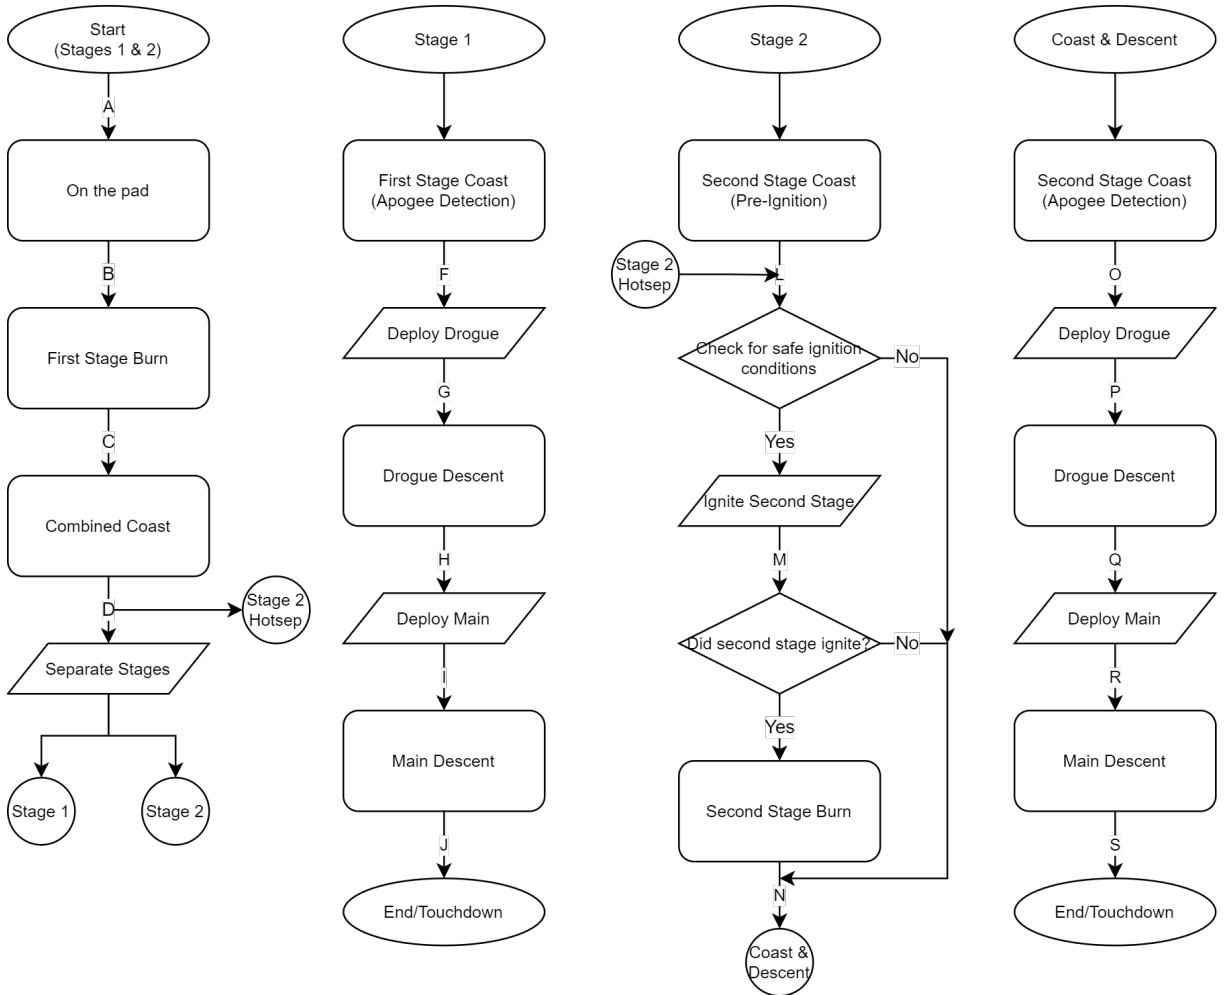 Start
(Stages 1 & 2)
A
On the pad
B
First Stage Burn
C
Combined Coast
D
Stage 2
Hotsep
Separate Stages
Stage 1
Stage 2
Stage 1
First Stage Coast
(Apogee Detection)
F
Deploy Drogue
G
Drogue Descent
H
Deploy Main
I
Main Descent
J
End/Touchdown
Stage 2
Second Stage Coast
(Pre-Ignition)
Stage 2
Hotsep
L
Check for safe ignition
conditions
No
Yes
Ignite Second Stage
M
Did second stage ignite?
No
Yes
Second Stage Burn
N
Coast &
Descent
Coast & Descent
Second Stage Coast
(Apogee Detection)
O
Deploy Drogue
P
Drogue Descent
Q
Deploy Main
R
Main Descent
S
End/Touchdown